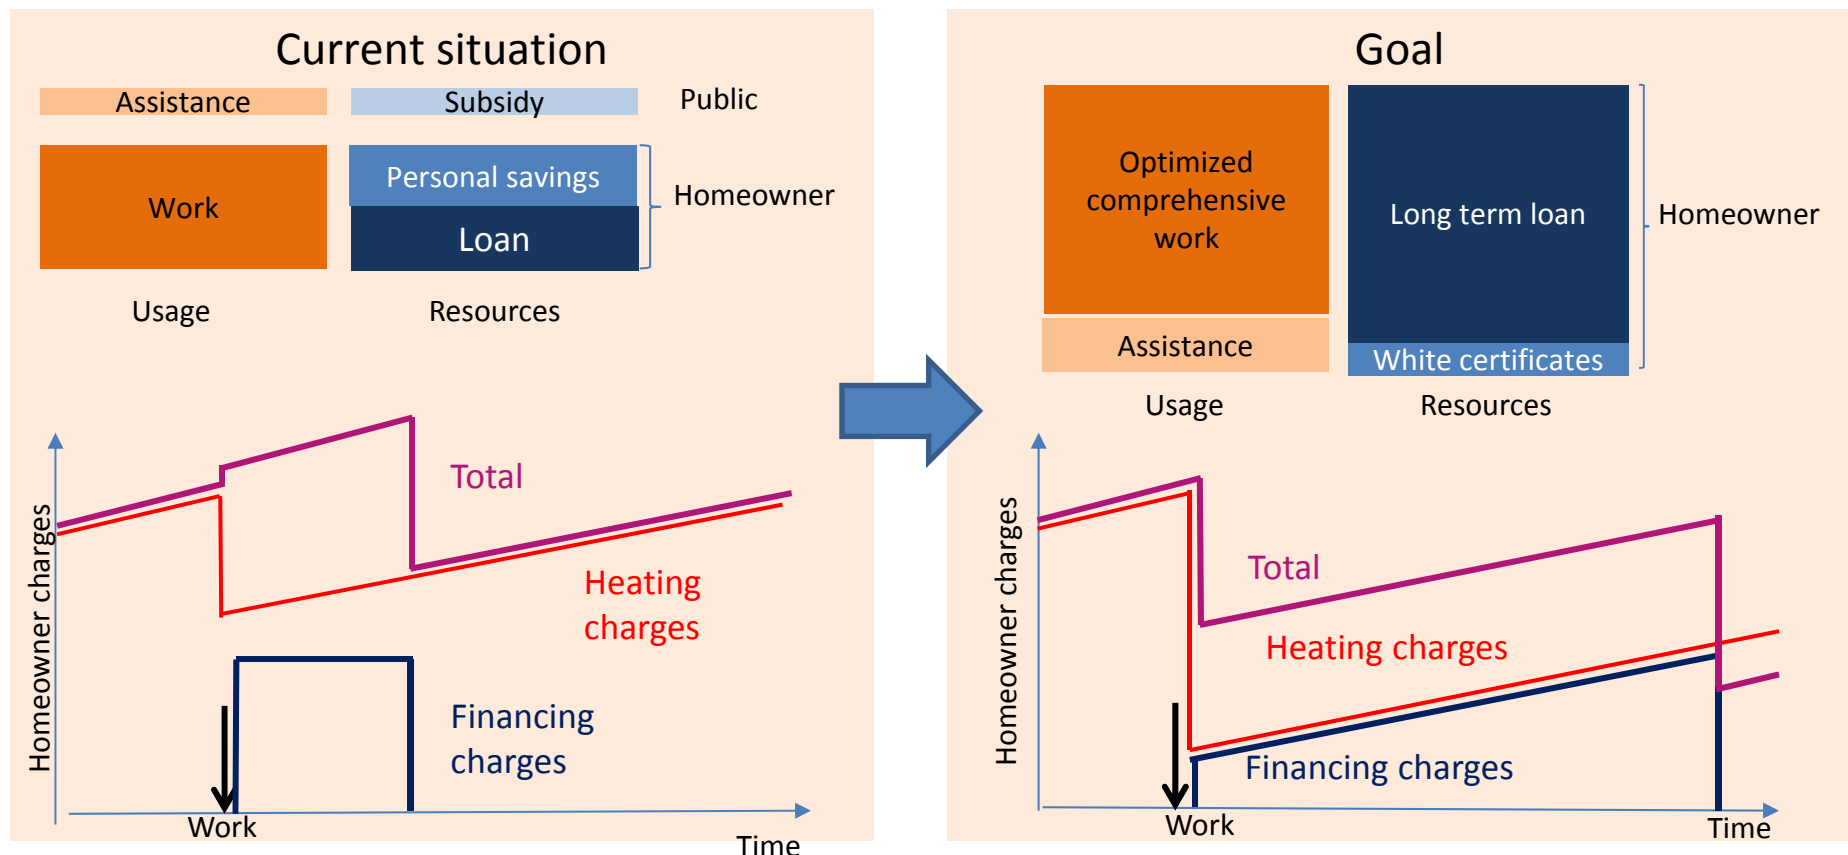 Current situation
Assistance
Subsidy
Public
Personal savings
Work
Homeowner
Loan
Usage
Resources
Total
Heating
charges
Financing
charges
Homeowner charges
Work
Time
Goal
Optimized
comprehensive
work
Long term loan
Homeowner
Assistance
White certificates
Usage
Resources
Total
Heating charges
Financing charges
Homeowner charges
Work
Time